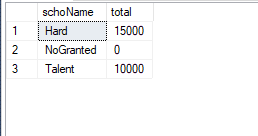 schoName total
1 Hard 15000
2 NoGranted 0
3 Talent 10000